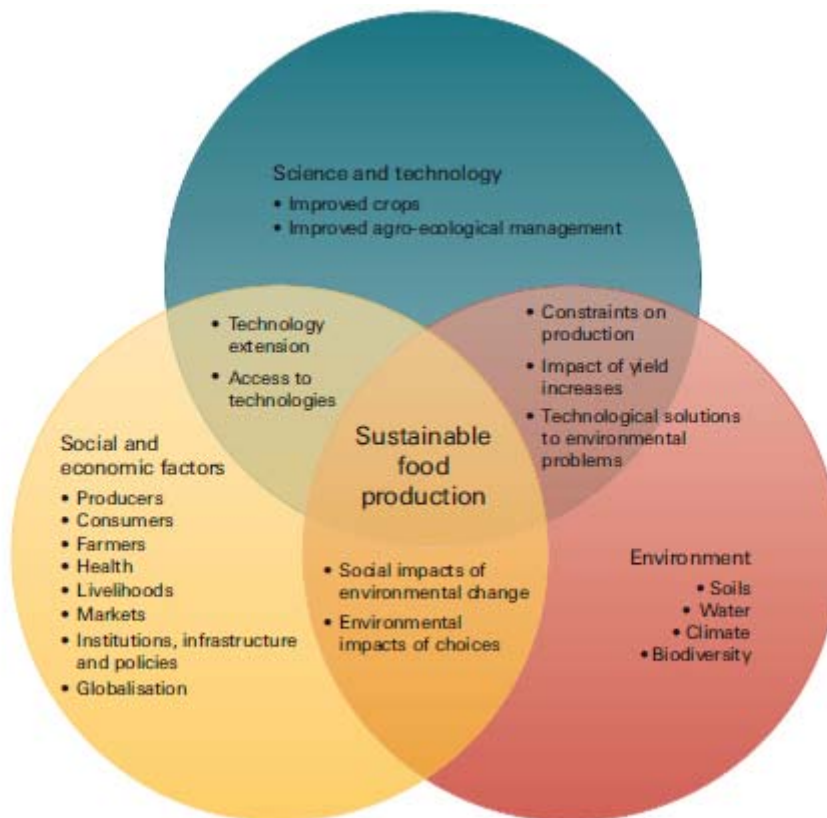 Science and technology
• Improved crops
• Improved agro-ecological management
• Technology
extension
• Access to
technologies
• Constraints on
production
• Impact of yield
increases
• Technological solutions
to environmental
problems
Sustainable
food
production
Social and
economic factors
• Producers
• Consumers
• Farmers
• Health
• Livelihoods
• Markets
• Institutions, infrastructure
and policies
• Globalisation
• Social impacts of
environmental change
• Environmental
impacts of choices
Environment
• Soils
• Water
• Climate
• Biodiversity